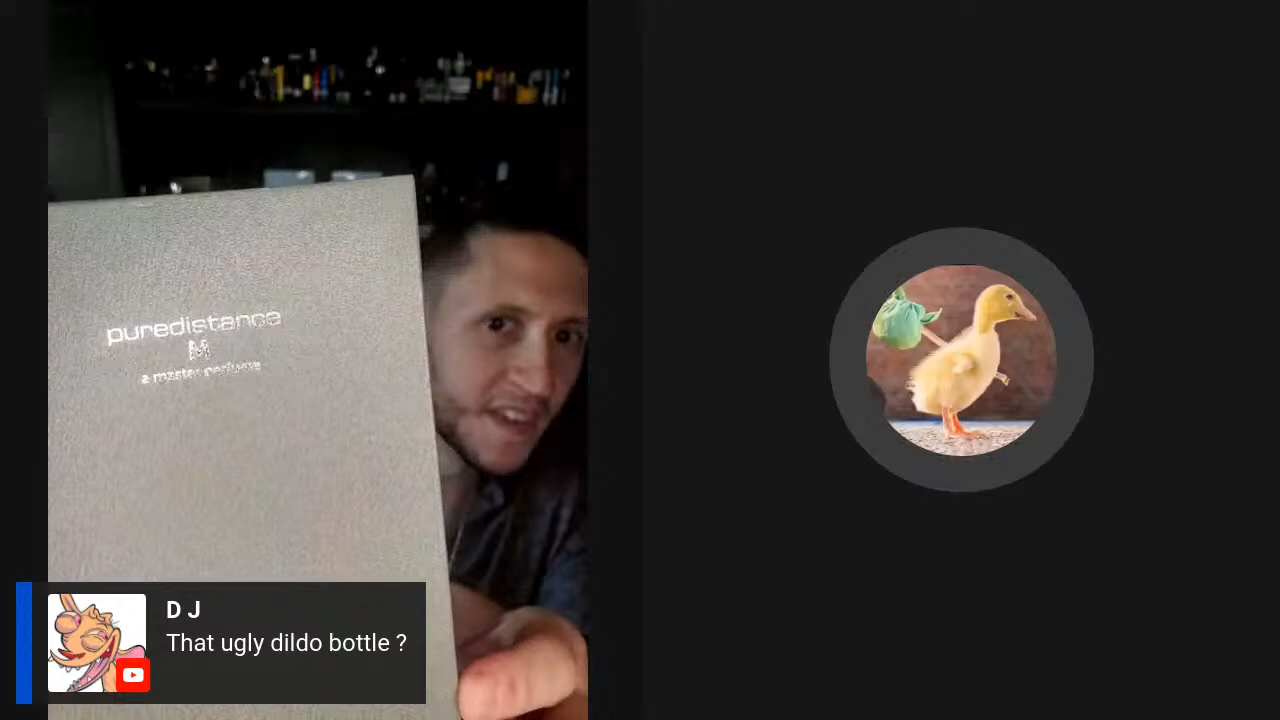 puredistance
M
a master perfume
D J
That ugly dildo bottle ?